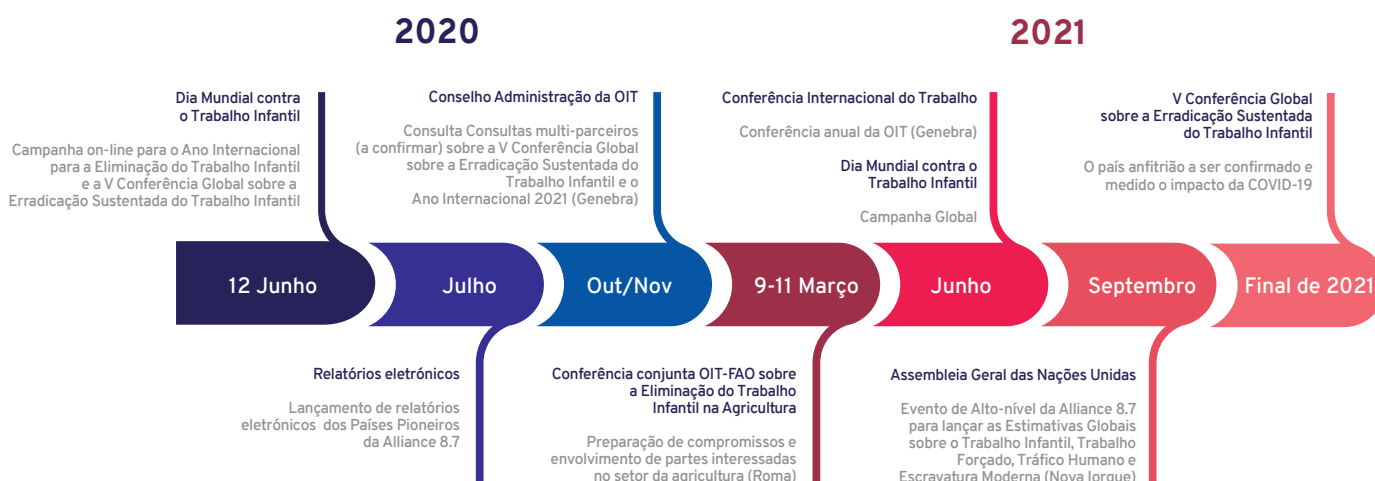 2020
2021
Dia Mundial contra
o Trabalho Infantil
Campanha on-line para o Ano Internacional
para a Eliminação do Trabalho Infantil
e a V Conferência Global sobre a
Erradicação Sustentada do Trabalho Infantil
Conselho Administração da OIT
Consulta Consultas multi-parceiros
(a confirmar) sobre a V Conferência Global
sobre a Erradicação Sustentada do
Trabalho Infantil e o
Ano Internacional 2021 (Genebra)
Conferência Internacional do Trabalho
Conferência anual da OIT (Genebra)
Dia Mundial contra o
Trabalho Infantil
Campanha Global
V Conferência Global
sobre a Erradicação Sustentada
do Trabalho Infantil
O país anfitrião a ser confirmado e
medido o impacto da COVID-19
12 Junho
Julho
Out/Nov
9-11 Março
Junho
Septembro
Final de 2021
Relatórios eletrónicos
Lançamento de relatórios
eletrónicos dos Países Pioneiros
da Alliance 8.7
Conferência conjunta OIT-FAO sobre
a Eliminação do Trabalho
Infantil na Agricultura
Preparação de compromissos e
envolvimento de partes interessadas
no setor da agricultura (Roma)
Assembleia Geral das Nações Unidas
Evento de Alto-nível da Alliance 8.7
para lançar as Estimativas Globais
sobre o Trabalho Infantil, Trabalho
Forçado, Tráfico Humano e
Escravatura Moderna (Nova Iorque)